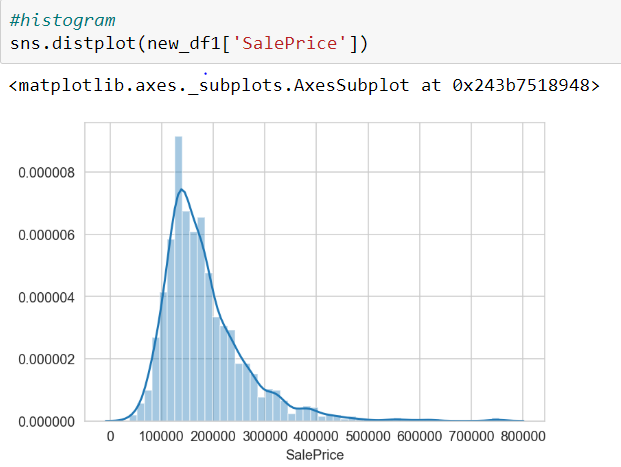 #histogram
sns.distplot(new_df1['SalePrice'])
<matplotlib.axes._subplots.AxesSubplot at 0x243b7518948>
0.000008
0.000006
0.000004
0.000002
0.000000
0 100000 200000 300000 400000 500000 600000 700000 800000
SalePrice